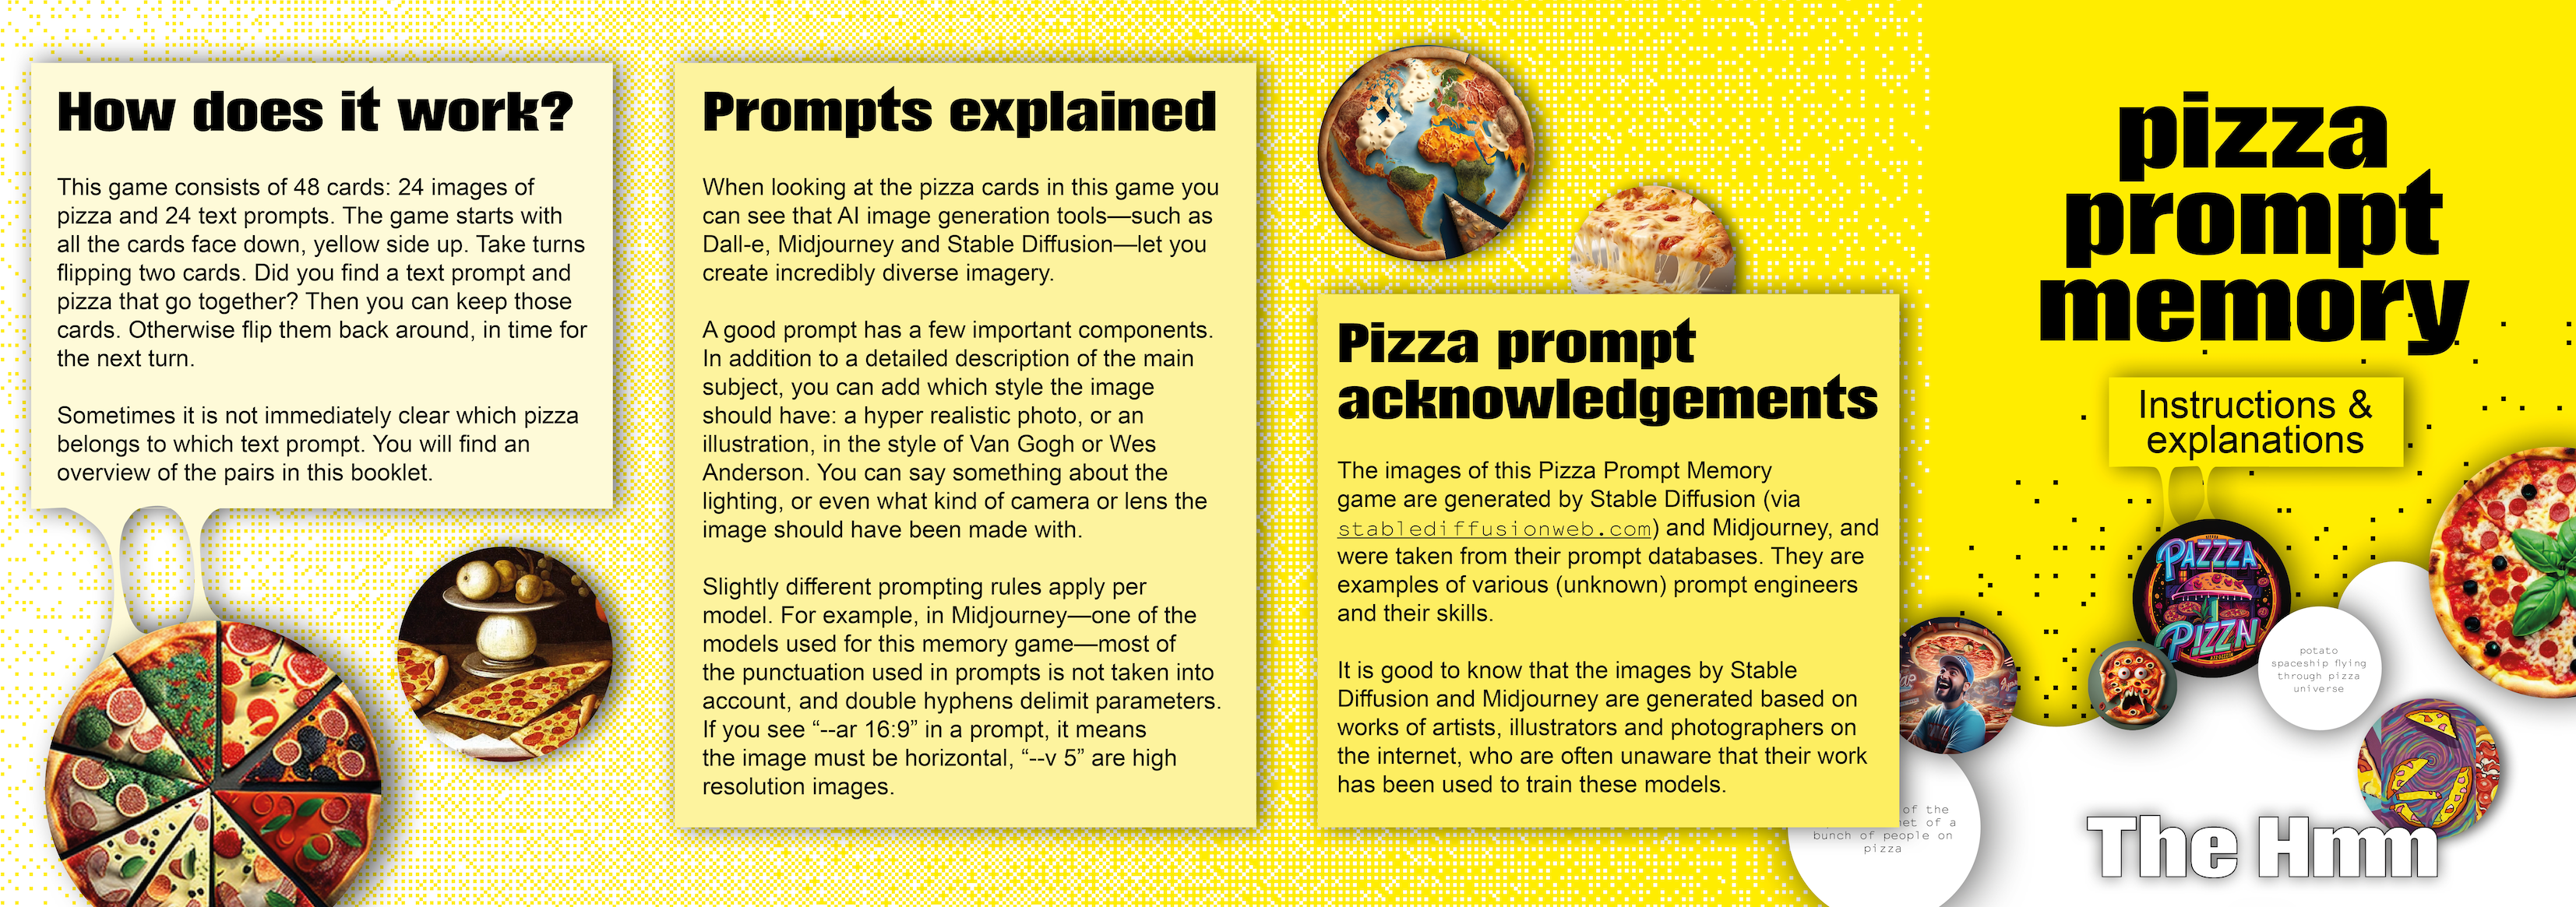 How does it work?
This game consists of 48 cards: 24 images of
pizza and 24 text prompts. The game starts with
all the cards face down, yellow side up. Take turns
flipping two cards. Did you find a text prompt and
pizza that go together? Then you can keep those
cards. Otherwise flip them back around, in time for
the next turn.
Sometimes it is not immediately clear which pizza
belongs to which text prompt. You will find an
overview of the pairs in this booklet.
Prompts explained
When looking at the pizza cards in this game you
can see that AI image generation tools—such as
Dall-e, Midjourney and Stable Diffusion—let you
create incredibly diverse imagery.
A good prompt has a few important components.
In addition to a detailed description of the main
subject, you can add which style the image
should have: a hyper realistic photo, or an
illustration, in the style of Van Gogh or Wes
Anderson. You can say something about the
lighting, or even what kind of camera or lens the
image should have been made with.
Slightly different prompting rules apply per
model. For example, in Midjourney—one of the
models used for this memory game—most of
the punctuation used in prompts is not taken into
account, and double hyphens delimit parameters.
If you see “--ar 16:9” in a prompt, it means
the image must be horizontal, “--v 5” are high
resolution images.
Pizza prompt
acknowledgements
The images of this Pizza Prompt Memory
game are generated by Stable Diffusion (via
stablediffusionweb.com) and Midjourney, and
were taken from their prompt databases. They are
examples of various (unknown) prompt engineers
and their skills.
It is good to know that the images by Stable
Diffusion and Midjourney are generated based on
works of artists, illustrators and photographers on
the internet, who are often unaware that their work
has been used to train these models.
of the
of a
bunch of people on
pizza
pizza
prompt
memory
Instructions &
explanations
PAZZZA
PIZZN
potato
spaceship flying
through pizza
universe
The Hmm